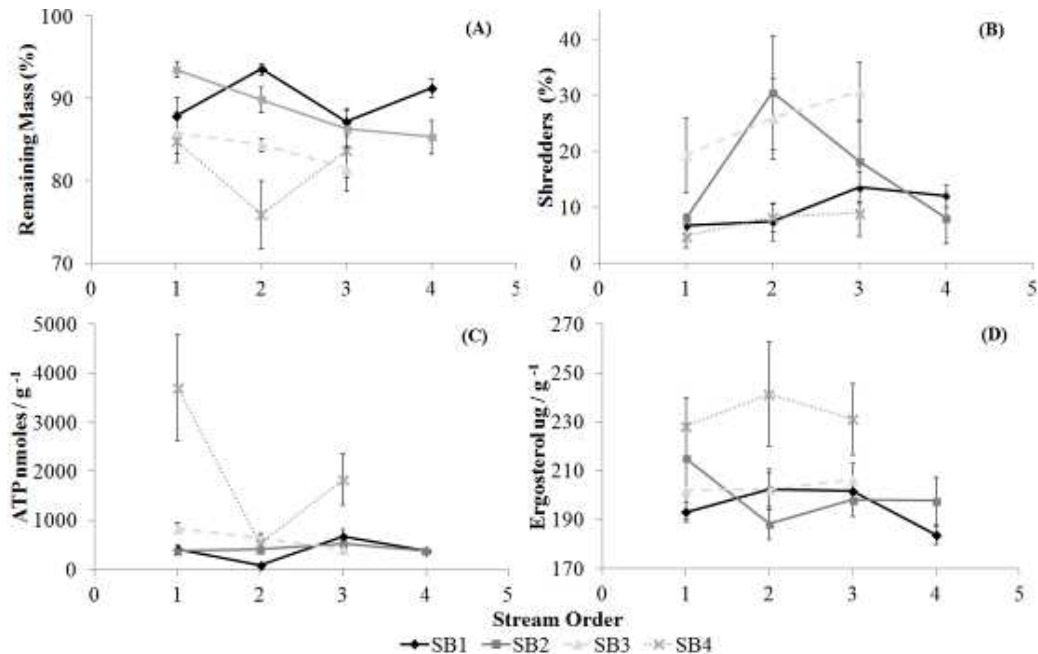 100
90
80
70
Remaining Mass (%)
(A)
0 1 2 3 4 5
40
30
20
10
0
Shredders (%)
(B)
0 1 2 3 4 5
5000
4000
3000
2000
1000
0
ATP nmoles / g -1
(C)
0 1 2 3 4 5
270
250
230
210
190
170
Ergosterol ug / g -1
(D)
0 1 2 3 4 5
Stream Order
SB1 SB2 SB3 SB4